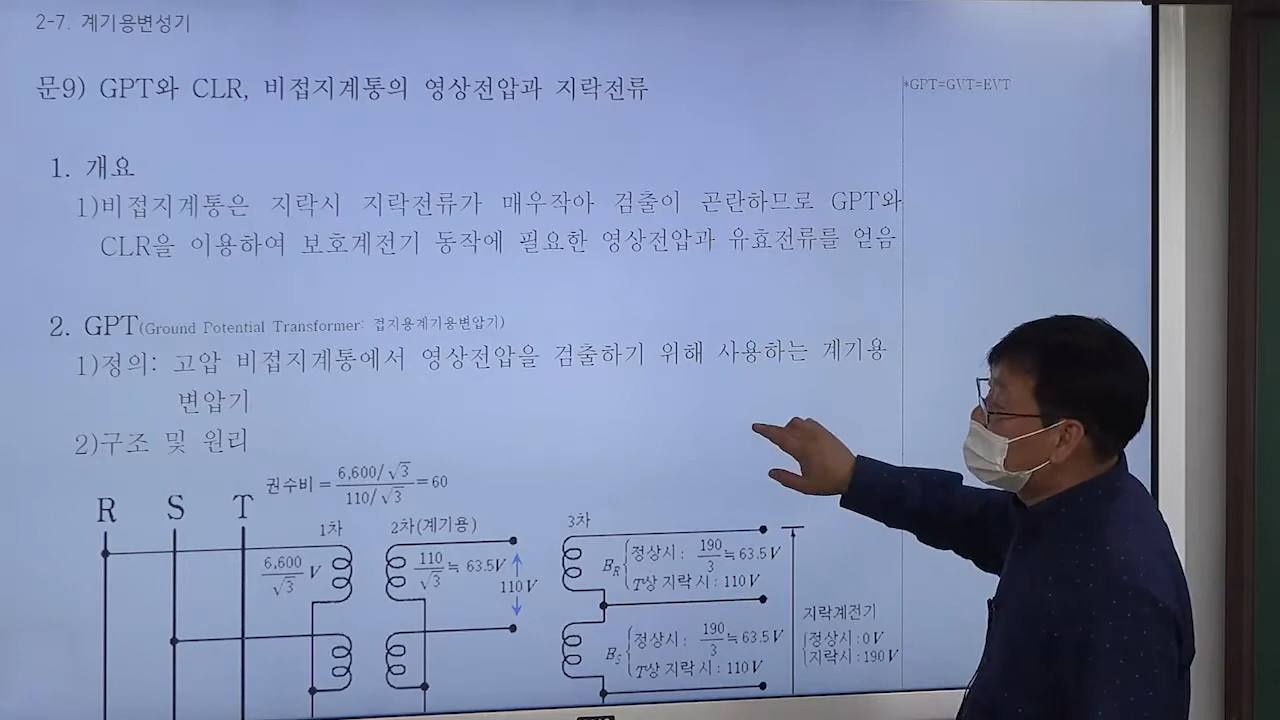 2-7. 계기용변성기
문9) GPT와 CLR, 비접지계통의 영상전압과 지락전류
*GPT=GVT=EVT
1. 개요
1)비접지계통은 지락시 지락전류가 매우작아 검출이 곤란하므로 GPT와
CLR을 이용하여 보호계전기 동작에 필요한 영상전압과 유효전류를 얻음
2. GPT(Ground Potential Transformer: 접지용계기용변압기)
1)정의: 고압 비접지계통에서 영상전압을 검출하기 위해 사용하는 계기용
변압기
2)구조 및 원리
권수비 = 6,600/√3 / 110/√3 = 60
R S T
1차
2차(계기용)
3차
6,600/√3 V
110/√3 ≒ 63.5V
110V
B_R
정상시 : 190/3 ≒ 63.5V
T상 지락 시 : 110V
B_S
정상시 : 190/3 ≒ 63.5V
T상 지락 시 : 110V
지락계전기
정상시 : 0V
지락시 : 190V